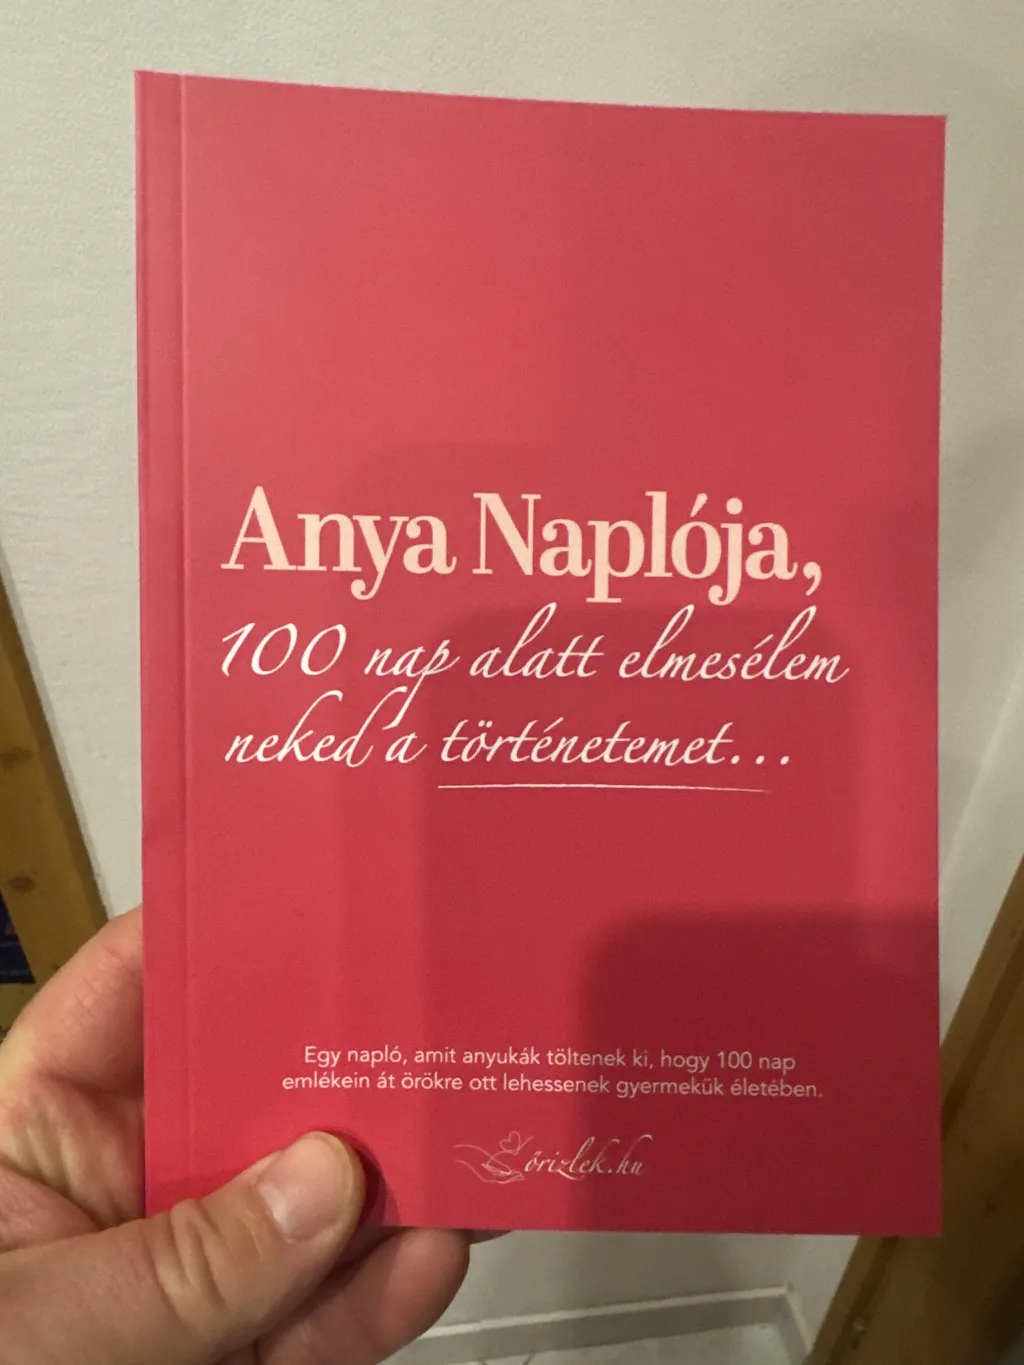 Anya Naplója,
100 nap alatt elmesélem
neked a történetemet...
Egy napló, amit anyukák töltenek ki, hogy 100 nap
emlékein át örökre ott lehessenek gyermekük életében.
őrizlek.hu